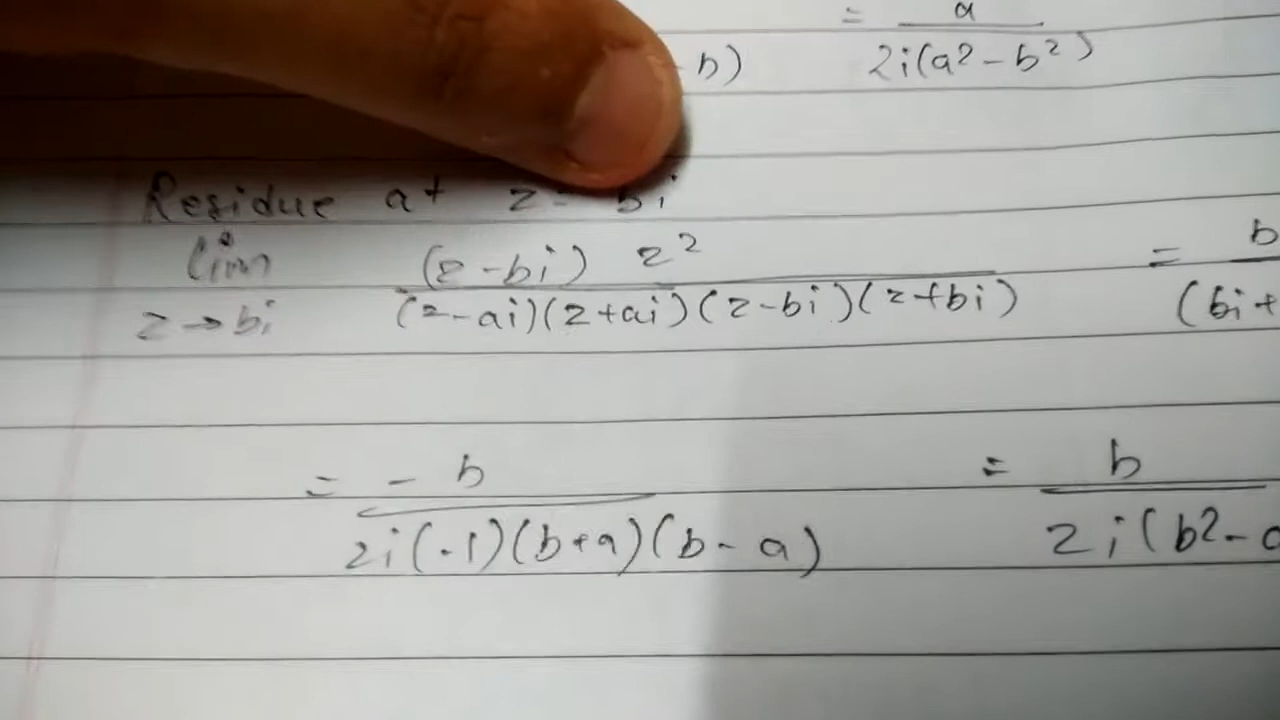 = a
b) 2i(a² - b²)
Residue at z = bi
lim (z - bi) z² = b
z → bi (z - ai)(z + ai)(z - bi)(z + bi) (bi +
= - b = b
2i(-1)(b + a)(b - a) 2i(b² -